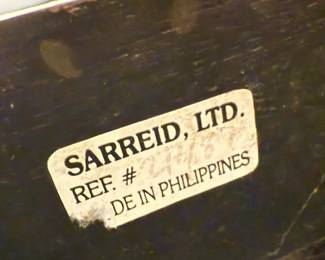 SARREID, LTD.
REF. #
DE IN PHILIPPINES